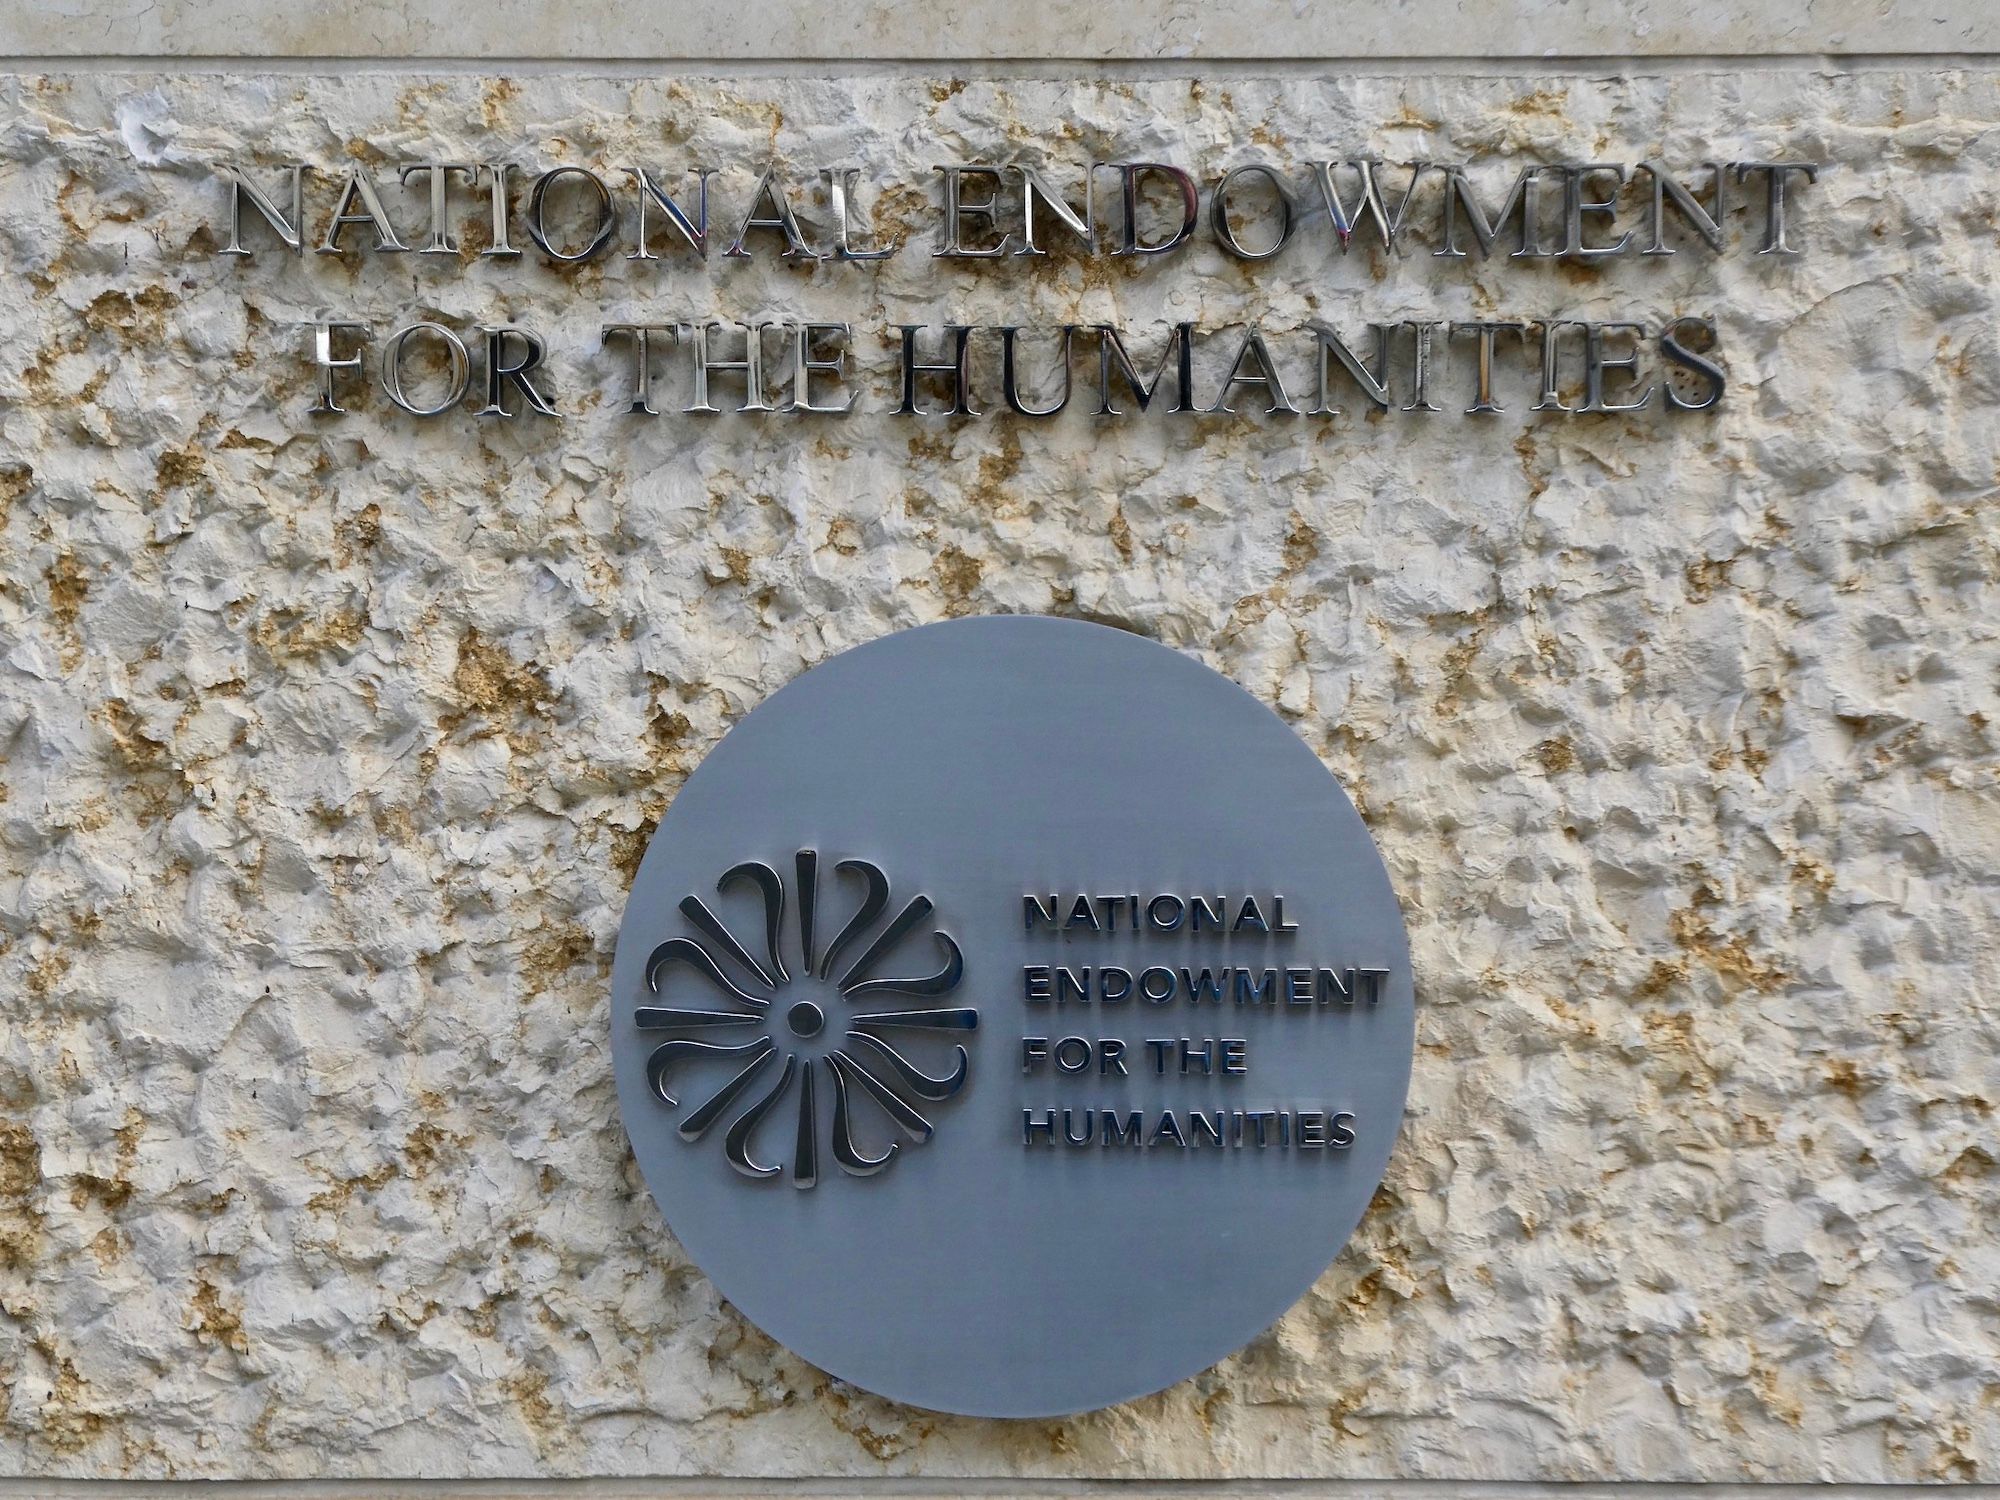 NATIONAL ENDOWMENT
FOR THE HUMANITIES
NATIONAL
ENDOWMENT
FOR THE
HUMANITIES